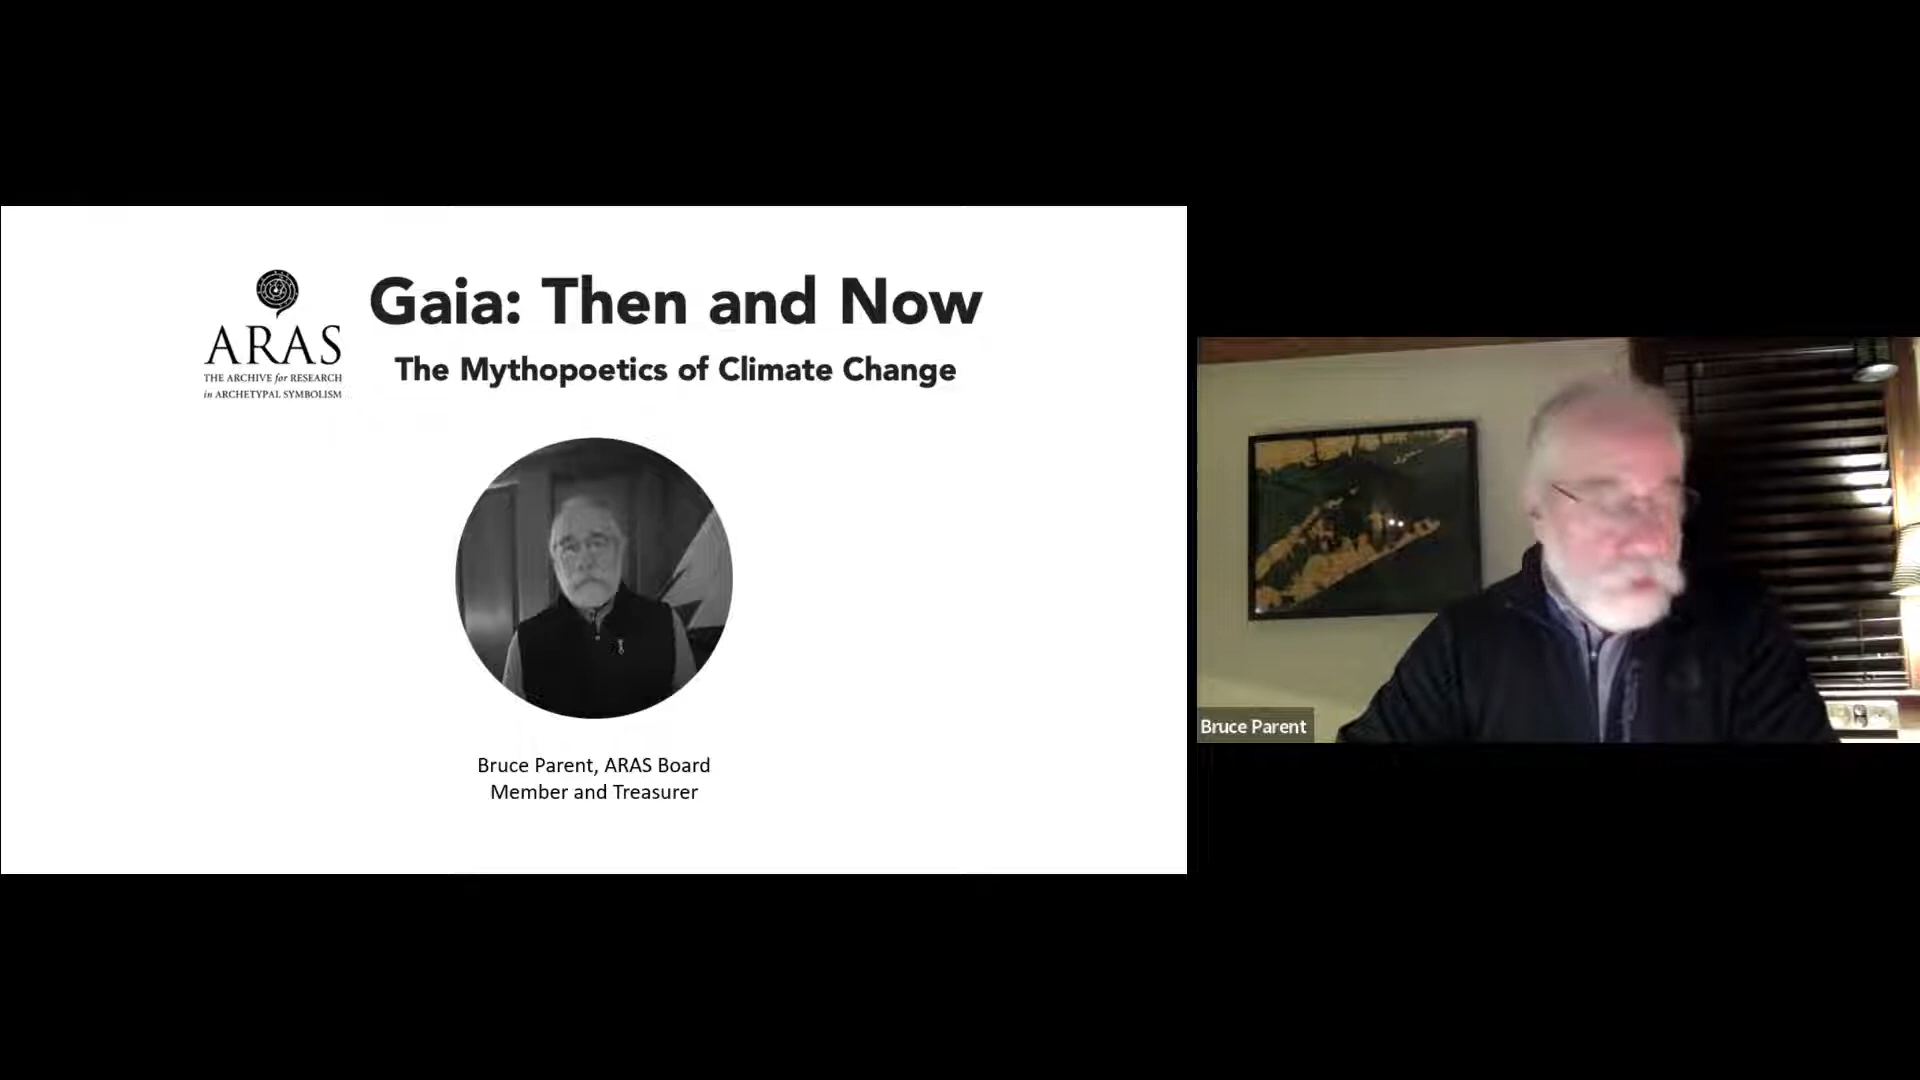 Gaia: Then and Now
ARAS
THE ARCHIVE for RESEARCH
in ARCHETYPAL SYMBOLISM
The Mythopoetics of Climate Change
Bruce Parent, ARAS Board
Member and Treasurer
Bruce Parent